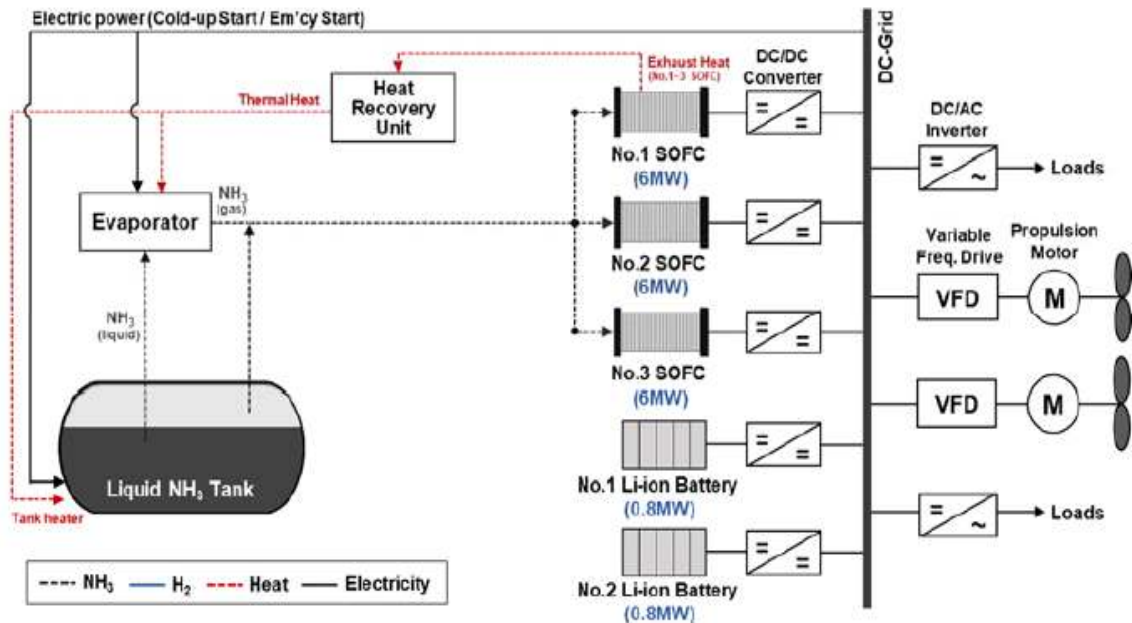 Electric power (Cold-up Start / Em'cy Start)
DC-Grid
Exhaust Heat
(No.1~3 SOFC)
DC/DC
Converter
Thermal Heat
Heat
Recovery
Unit
DC/AC
Inverter
No.1 SOFC
(6MW)
Loads
NH₃
(gas)
Evaporator
Variable
Freq. Drive
Propulsion
Motor
No.2 SOFC
(6MW)
VFD
M
NH₃
(liquid)
No.3 SOFC
(6MW)
VFD
M
Liquid NH₃ Tank
No.1 Li-ion Battery
(0.8MW)
Loads
Tank heater
No.2 Li-ion Battery
(0.8MW)
NH₃
H₂
Heat
Electricity